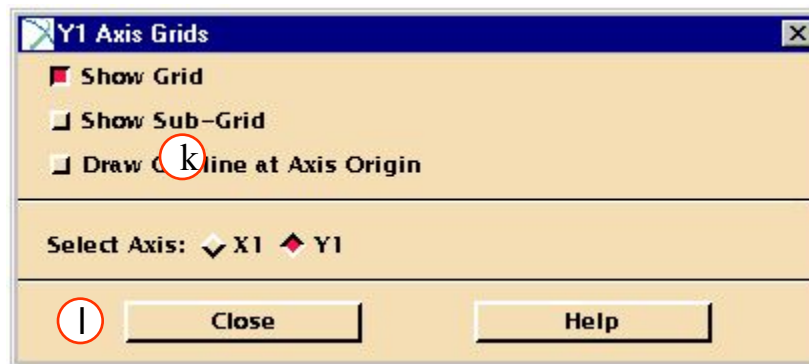 Y1 Axis Grids
Show Grid
Show Sub-Grid
k
Draw line at Axis Origin
Select Axis: X1 Y1
l Close Help